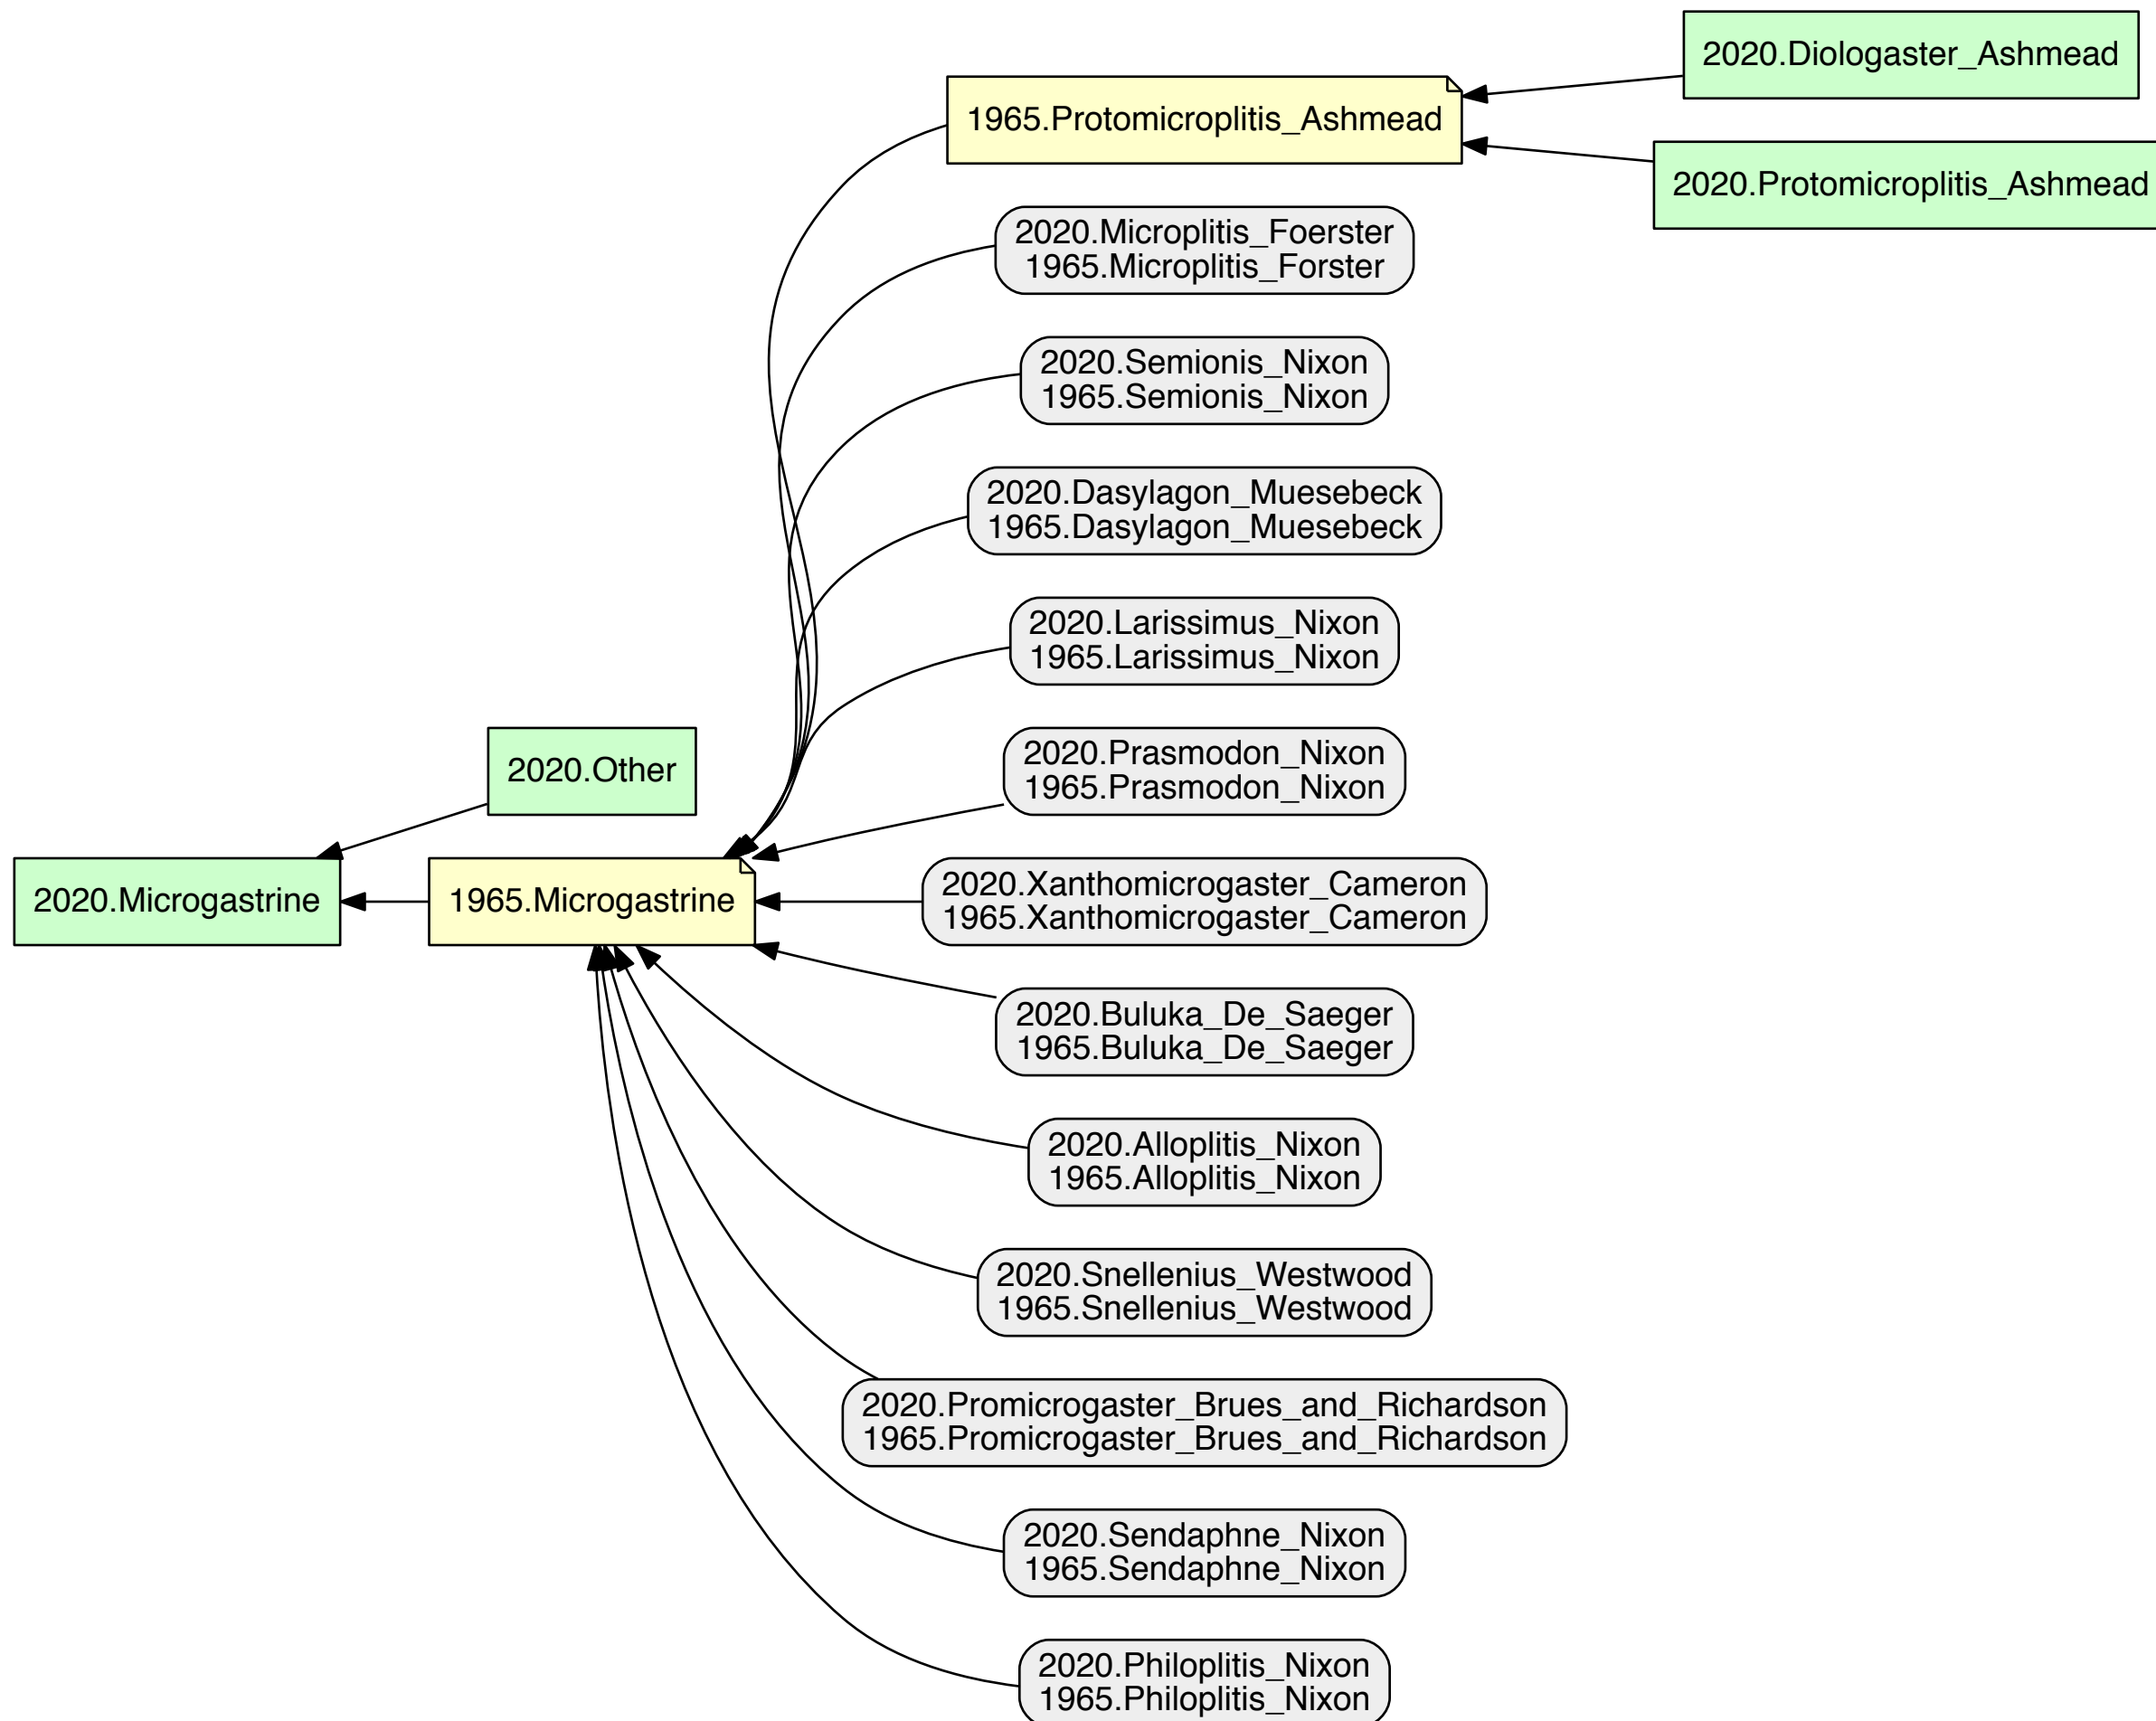 2020.Diologaster_Ashmead
1965.Protomicroplitis_Ashmead
2020.Protomicroplitis_Ashmead
2020.Microplitis_Foerster
1965.Microplitis_Forster
2020.Semionis_Nixon
1965.Semionis_Nixon
2020.Dasylagon_Muesebeck
1965.Dasylagon_Muesebeck
2020.Larissimus_Nixon
1965.Larissimus_Nixon
2020.Other
2020.Prasmodon_Nixon
1965.Prasmodon_Nixon
2020.Microgastrine
1965.Microgastrine
2020.Xanthomicrogaster_Cameron
1965.Xanthomicrogaster_Cameron
2020.Buluka_De_Saeger
1965.Buluka_De_Saeger
2020.Alloplitis_Nixon
1965.Alloplitis_Nixon
2020.Snellenius_Westwood
1965.Snellenius_Westwood
2020.Promicrogaster_Brues_and_Richardson
1965.Promicrogaster_Brues_and_Richardson
2020.Sendaphne_Nixon
1965.Sendaphne_Nixon
2020.Philoplitis_Nixon
1965.Philoplitis_Nixon